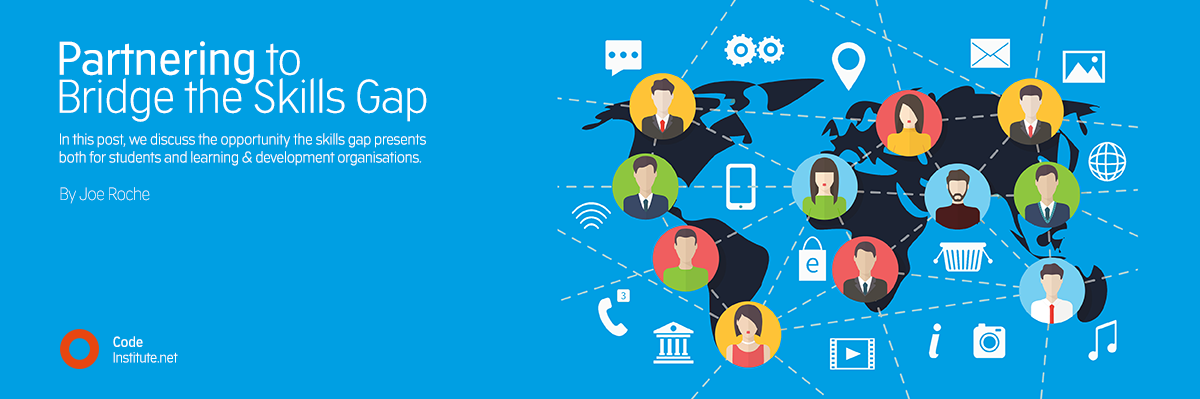 Partnering to
Bridge the Skills Gap
In this post, we discuss the opportunity the skills gap presents
both for students and learning & development organisations.
By Joe Roche
Code
Institute.net
3
e
i